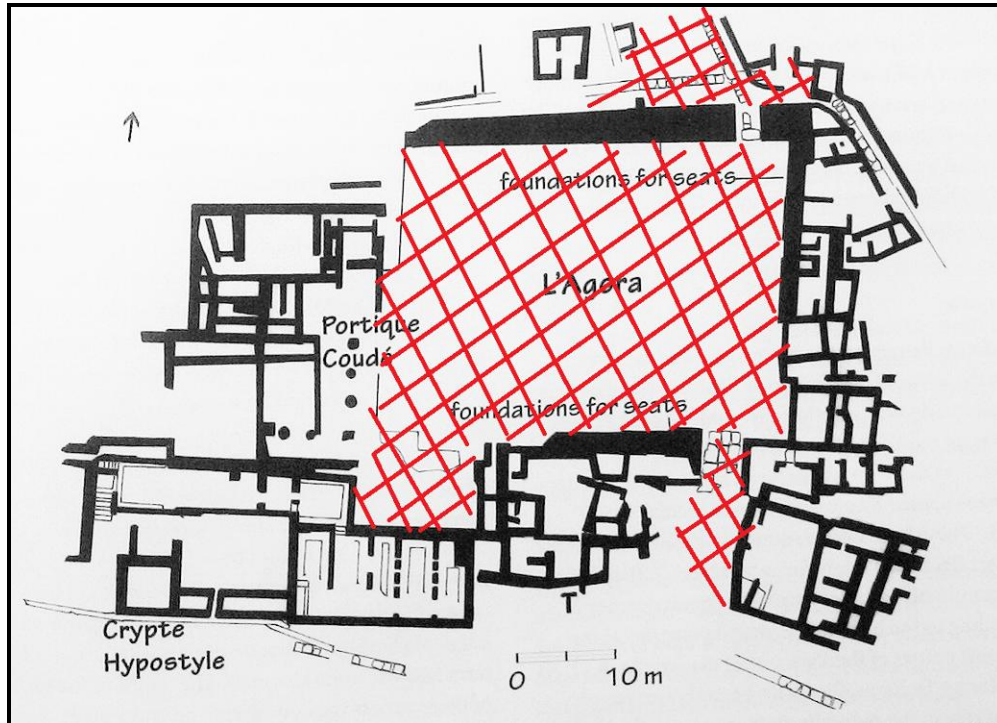 foundations for seats
L'Agora
Portique
Coudé
foundations for seats
T
Crypte
Hypostyle
0 10 m